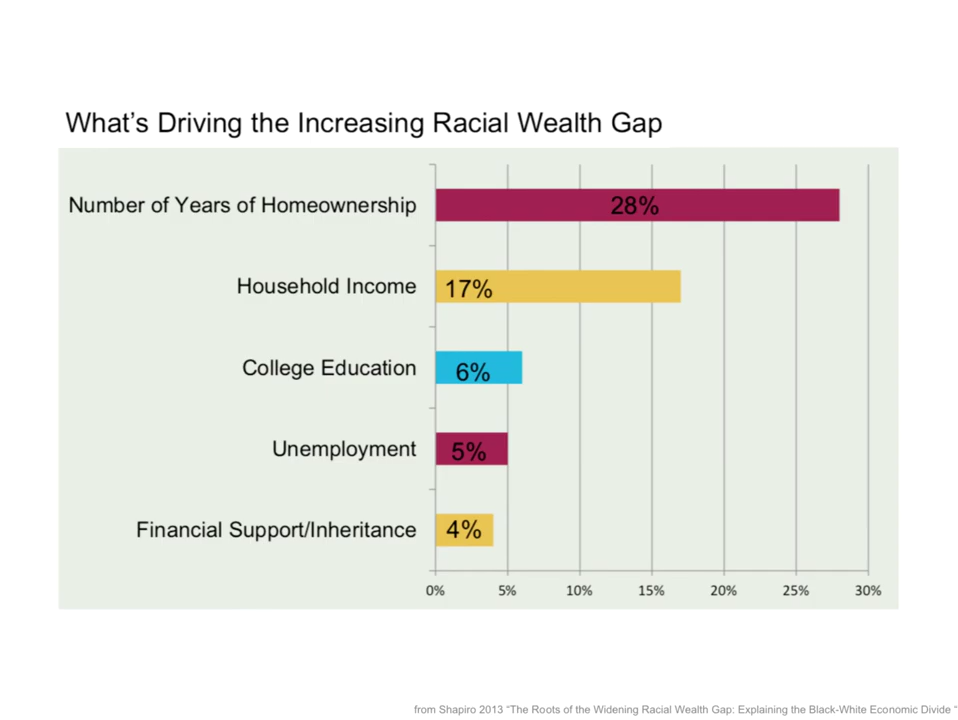 What's Driving the Increasing Racial Wealth Gap
Number of Years of Homeownership
28%
Household Income
17%
College Education
6%
Unemployment
5%
Financial Support/Inheritance
4%
0% 5% 10% 15% 20% 25% 30%
from Shapiro 2013 “The Roots of the Widening Racial Wealth Gap: Explaining the Black-White Economic Divide “